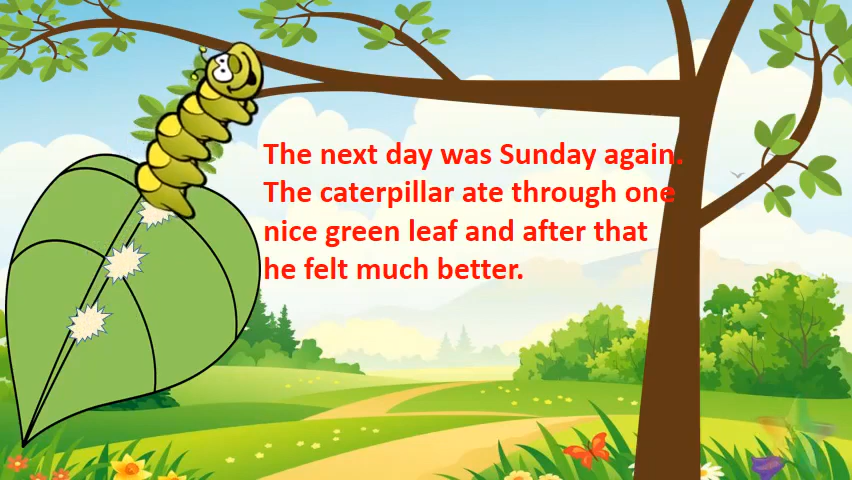 The next day was Sunday again.
The caterpillar ate through one
nice green leaf and after that
he felt much better.